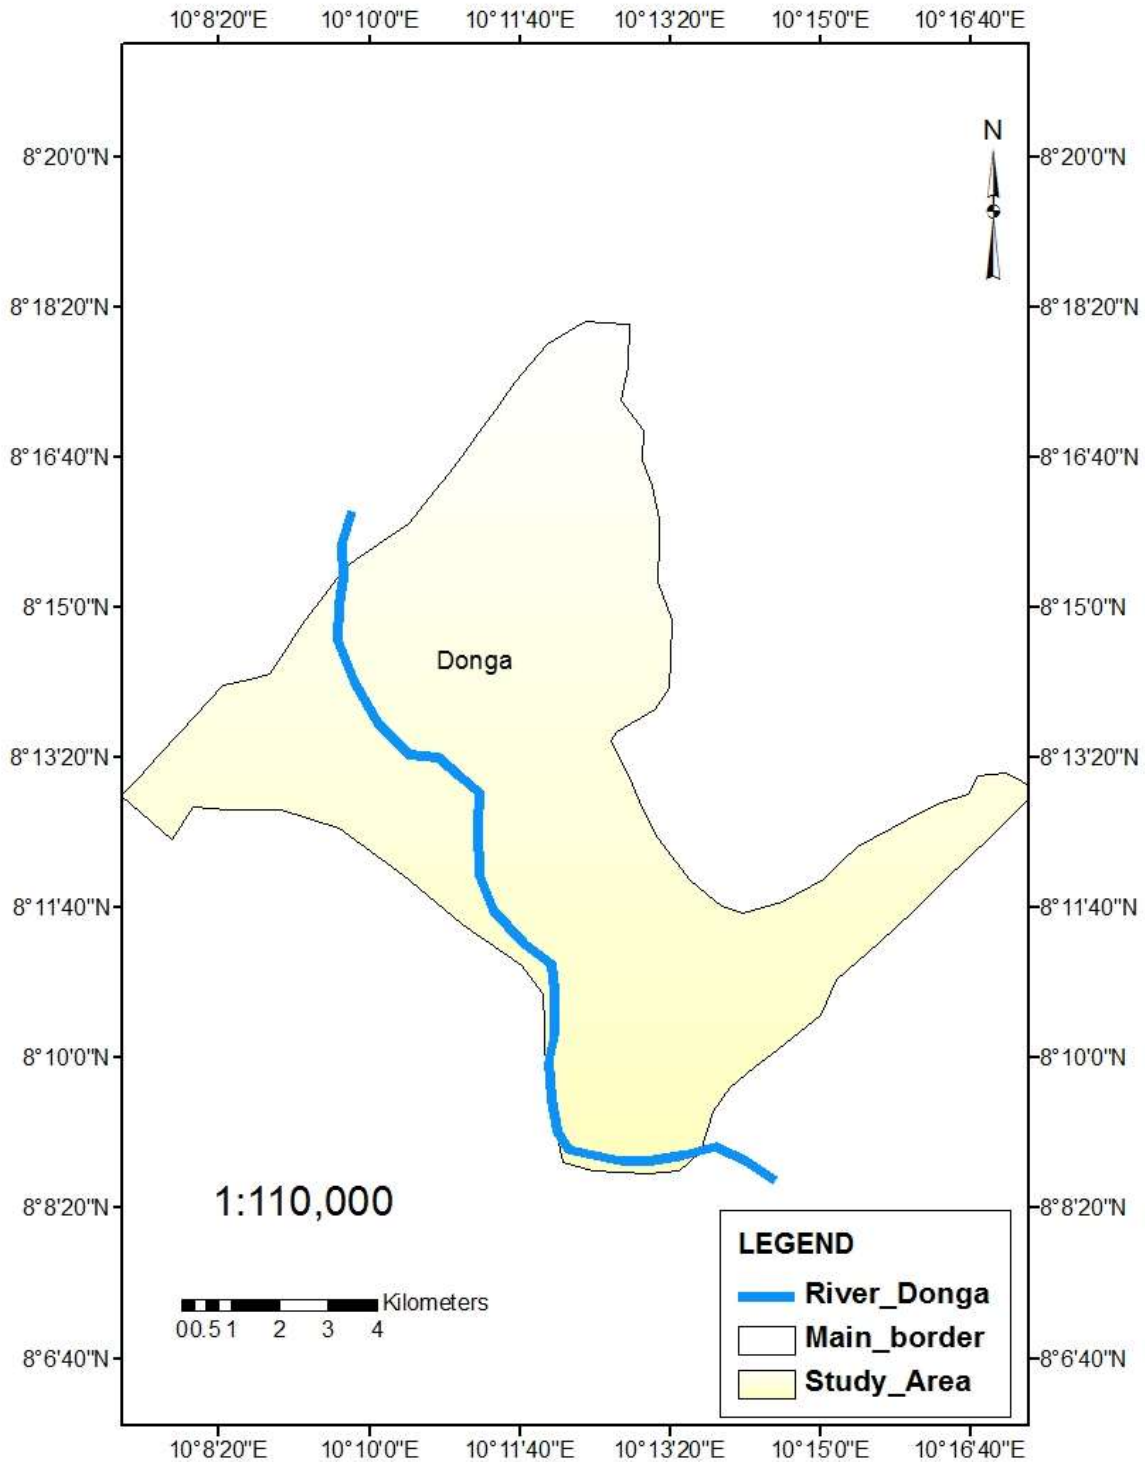 10°8'20"E 10°10'0"E 10°11'40"E 10°13'20"E 10°15'0"E 10°16'40"E
N
8°20'0"N 8°20'0"N
8°18'20"N 8°18'20"N
8°16'40"N 8°16'40"N
8°15'0"N 8°15'0"N
Donga
8°13'20"N 8°13'20"N
8°11'40"N 8°11'40"N
8°10'0"N 8°10'0"N
8°8'20"N 8°8'20"N
1:110,000
LEGEND
River_Donga
Main_border
Study_Area
Kilometers
0 0.5 1 2 3 4
8°6'40"N 8°6'40"N
10°8'20"E 10°10'0"E 10°11'40"E 10°13'20"E 10°15'0"E 10°16'40"E